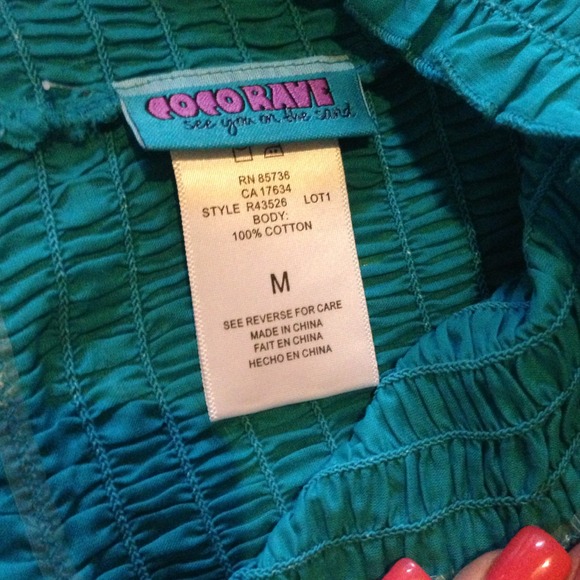 COCO RAVE
see you on the sand
RN 85736
CA 17634
STYLE R43526 LOT1
BODY:
100% COTTON
M
SEE REVERSE FOR CARE
MADE IN CHINA
FAIT EN CHINA
HECHO EN CHINA